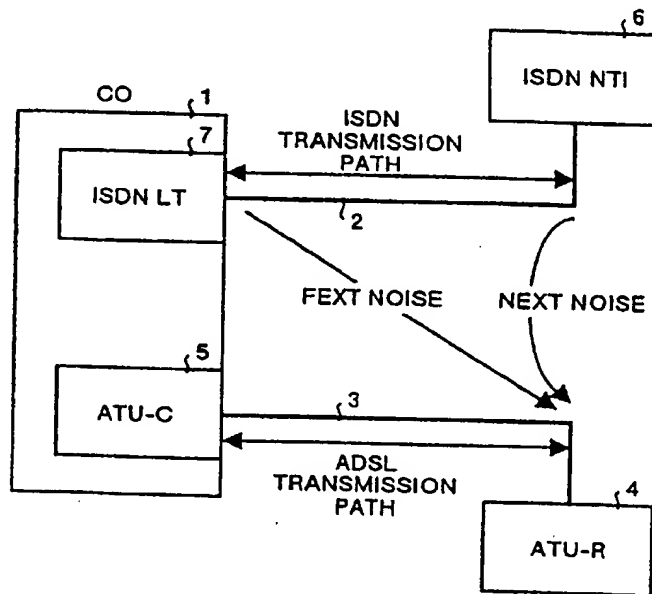 6
ISDN NTI
CO
1
7
ISDN LT
ISDN
TRANSMISSION
PATH
2
FEXT NOISE
NEXT NOISE
5
ATU-C
3
ADSL
TRANSMISSION
PATH
4
ATU-R